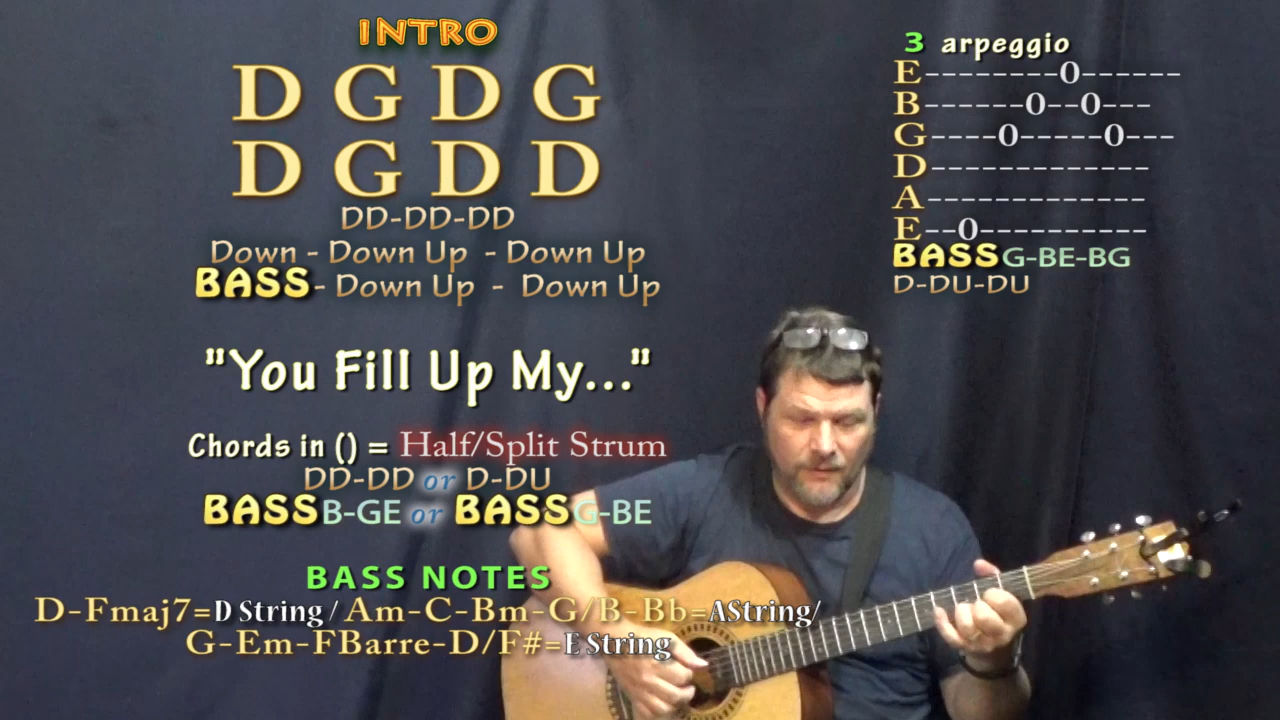 INTRO
D G D G
D G D D
DD-DD-DD
Down - Down Up - Down Up
BASS- Down Up - Down Up
"You Fill Up My..."
Chords in () = Half/Split Strum
DD-DD or D-DU
BASSB-GE or BASSG-BE
BASS NOTES
D-Fmaj7=D String / Am-C-Bm-G/B-Bb=AString/
G-Em-FBarre-D/F#=E String
3 arpeggio
E--------0------
B------0--0---
G----0-----0---
D-------------
A-------------
E--0----------
BASSG-BE-BG
D-DU-DU